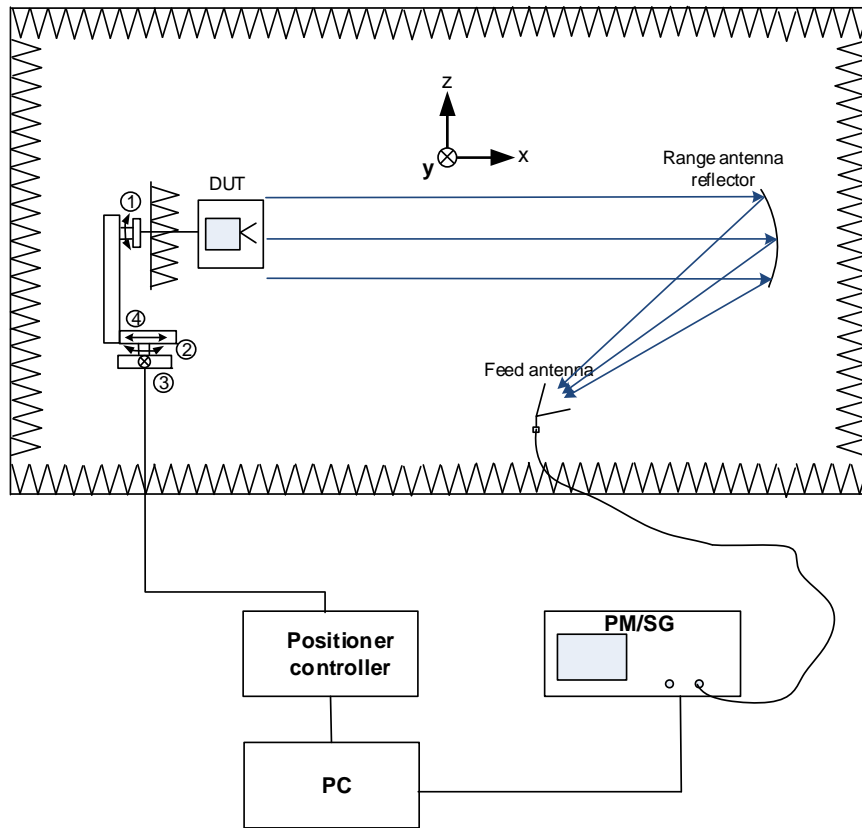 z
x
y
Range antenna
reflector
DUT
①
④
②
③
Feed antenna
Positioner
controller
PM/SG
PC